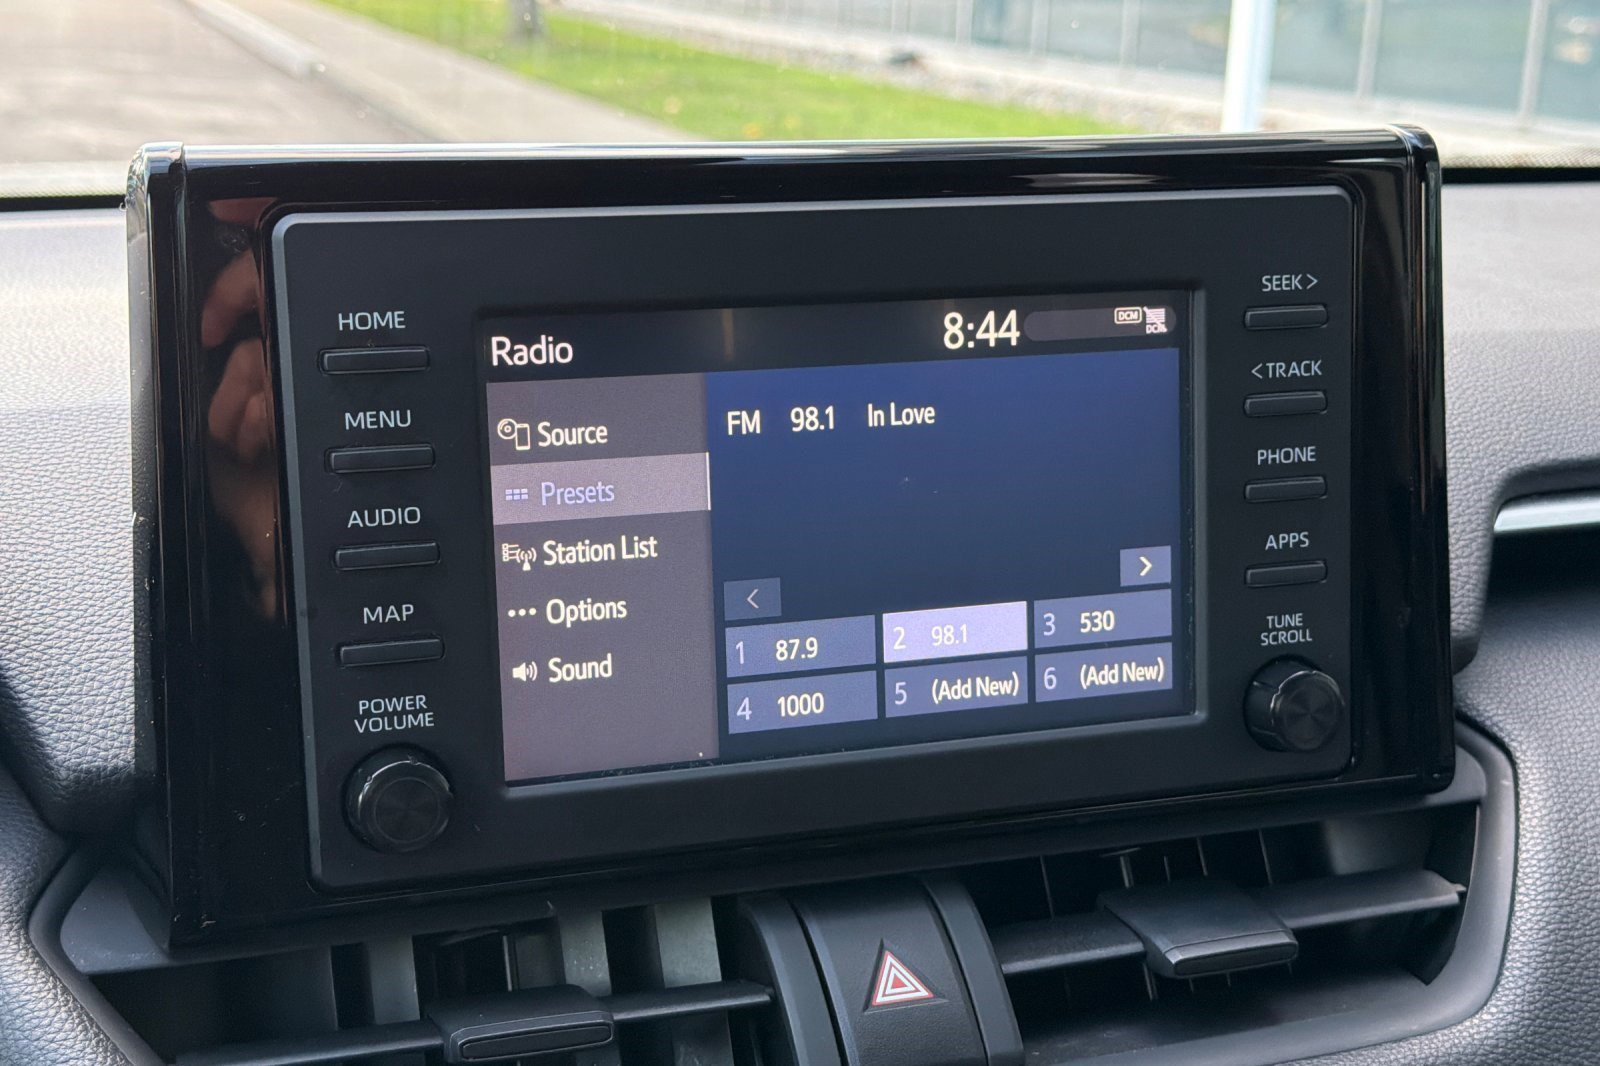 HOME
MENU
AUDIO
MAP
POWER
VOLUME
Radio
8:44
DCM
DCM
Source
Presets
Station List
Options
Sound
FM 98.1 In Love
<
>
1 87.9
2 98.1
3 530
4 1000
5 (Add New)
6 (Add New)
SEEK >
< TRACK
PHONE
APPS
TUNE
SCROLL